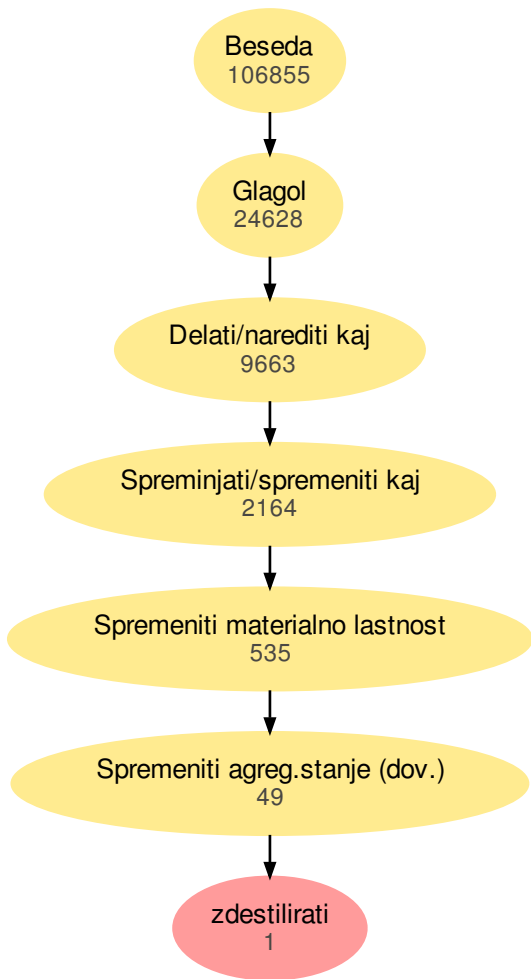 Beseda
106855
Glagol
24628
Delati/narediti kaj
9663
Spreminjati/spremeniti kaj
2164
Spremeniti materialno lastnost
535
Spremeniti agreg.stanje (dov.)
49
zdestilirati
1